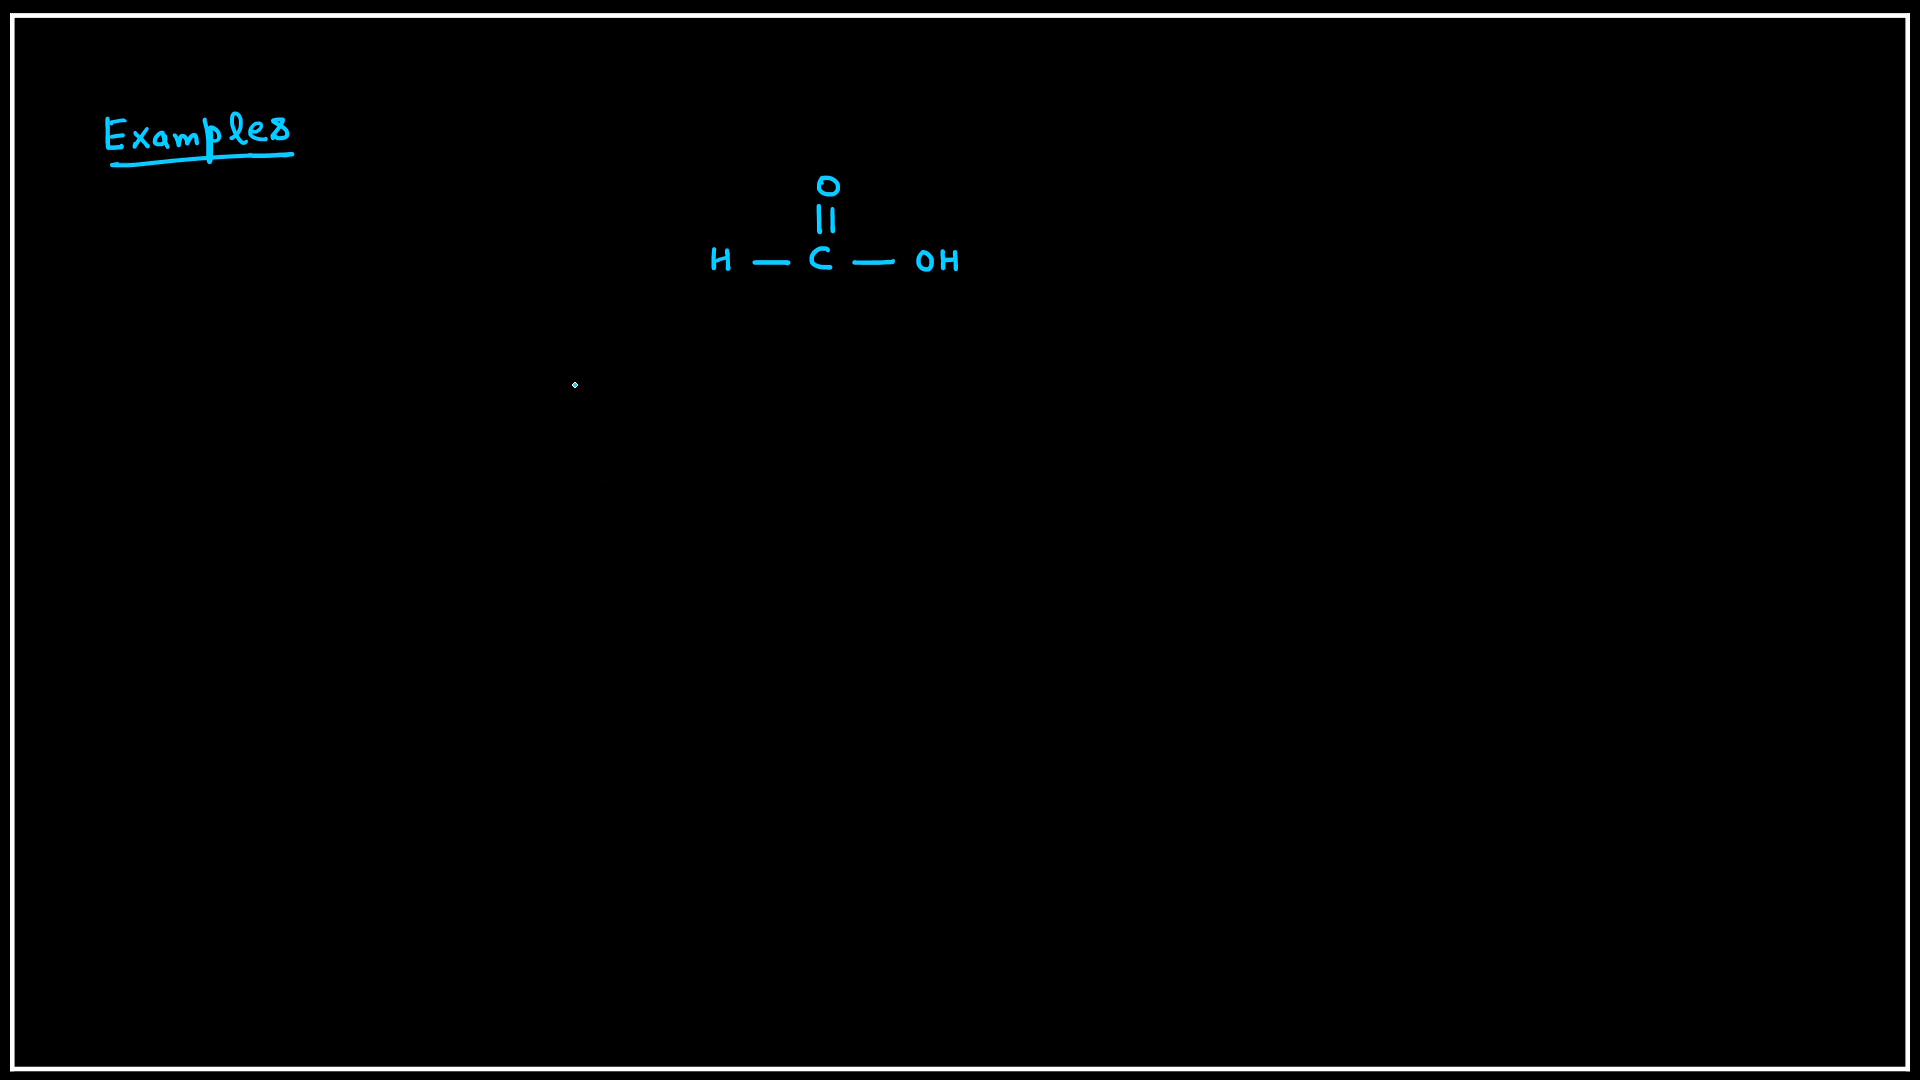 Examples
O
||
H — C — OH